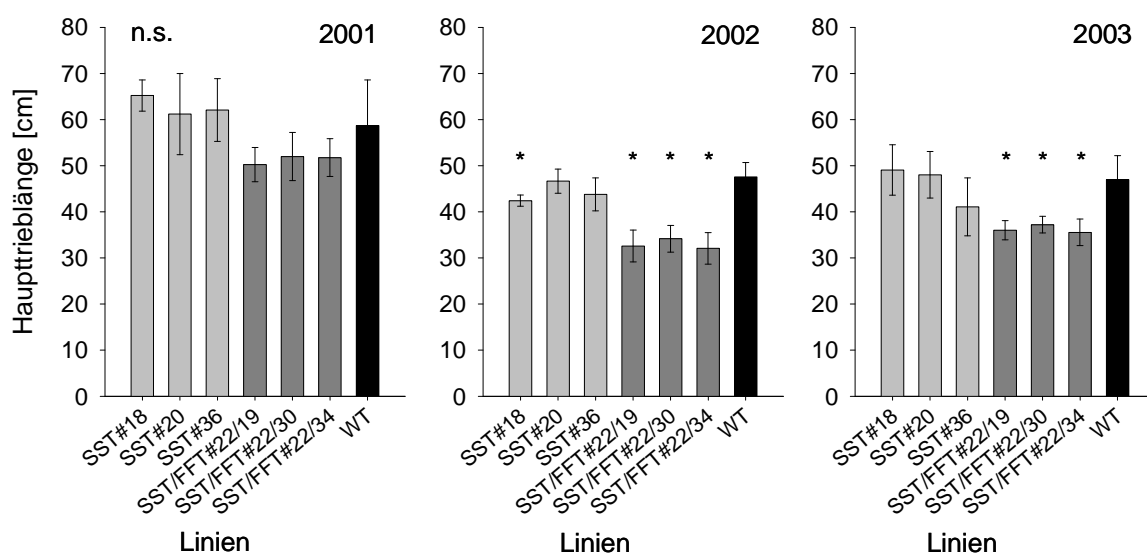 n.s. 2001
80
70
60
50
40
30
20
10
0
Haupttrieblänge [cm]
SST#18
SST#20
SST#36
SST/FFT#22/19
SST/FFT#22/30
SST/FFT#22/34
WT
Linien
2002
80
70
60
50
40
30
20
10
0
* * * *
SST#18
SST#20
SST#36
SST/FFT#22/19
SST/FFT#22/30
SST/FFT#22/34
WT
Linien
2003
80
70
60
50
40
30
20
10
0
* * *
SST#18
SST#20
SST#36
SST/FFT#22/19
SST/FFT#22/30
SST/FFT#22/34
WT
Linien